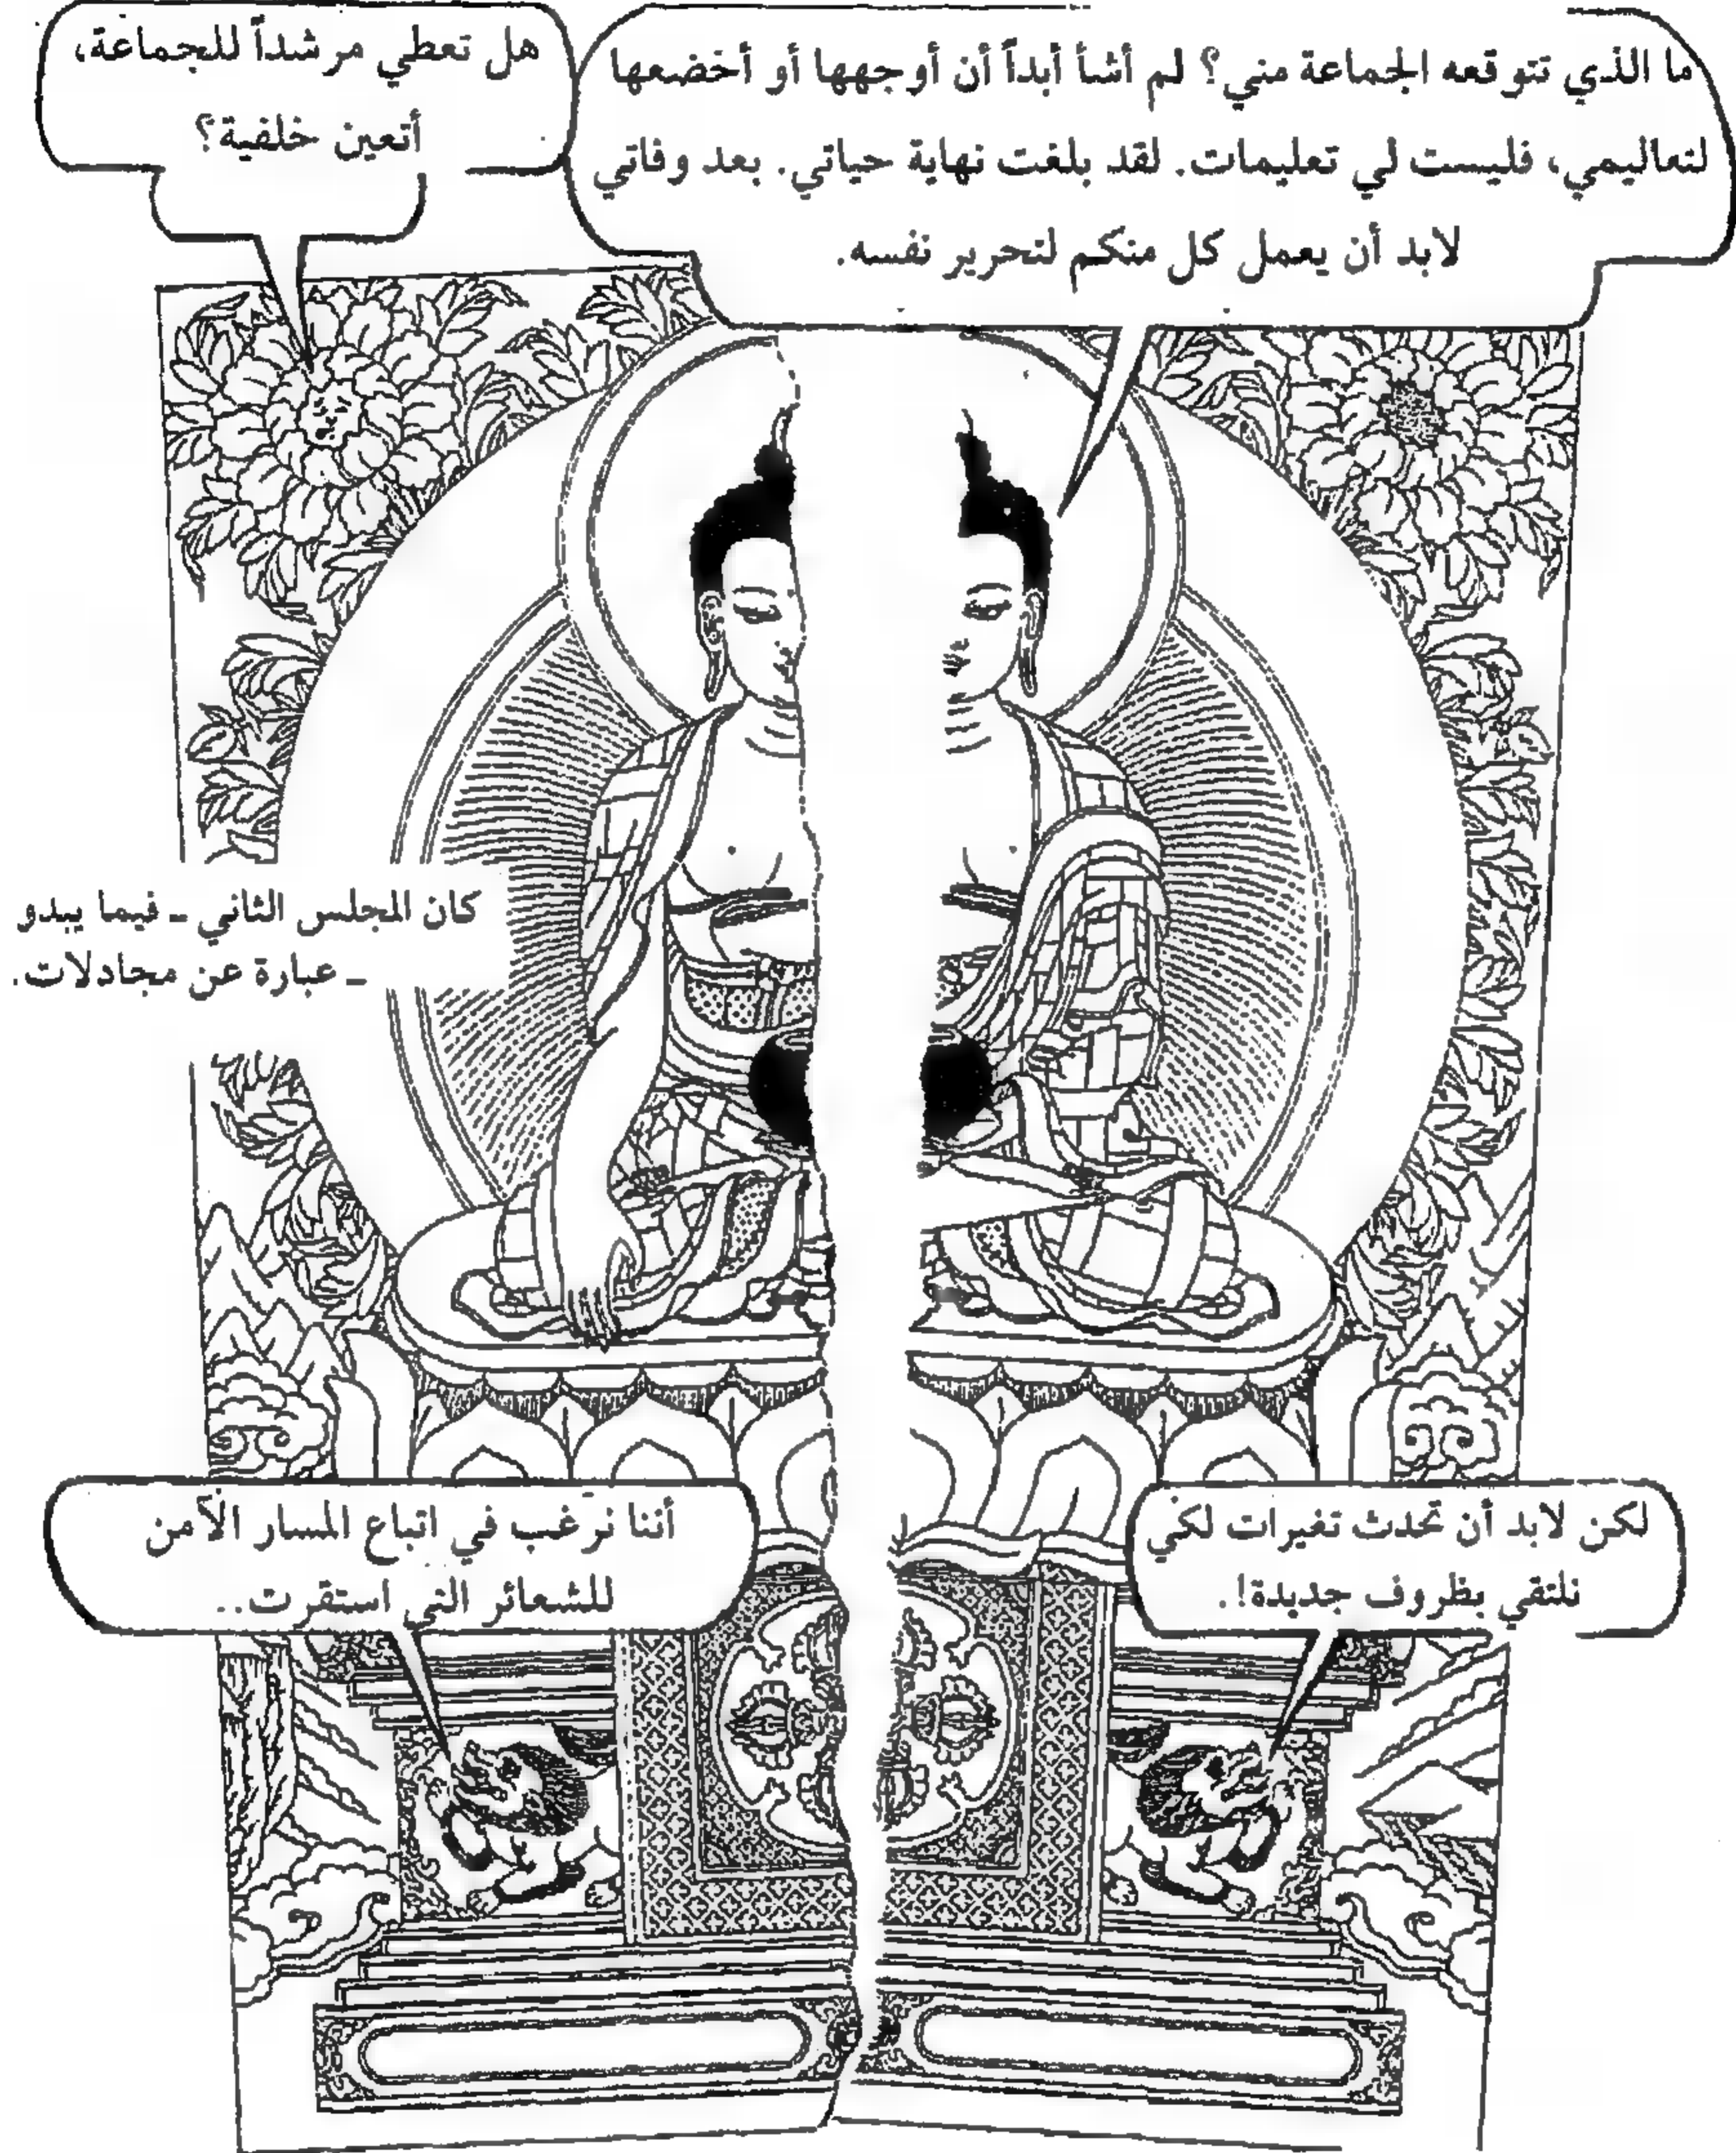 هل تعطي مرشداً للجماعة،
أتعين خلفية؟
ما الذي تتوقعه الجماعة مني؟ لم أشأ أبداً أن أوجهها أو أخضعها
لتعاليمي، فليست لي تعليمات. لقد بلغت نهاية حياتي. بعد وفاتي
لابد أن يعمل كل منكم لتحرير نفسه.
كان المجلس الثاني ـ فيما يبدو
ـ عبارة عن مجادلات.
أننا نرغب في اتباع المسار الآمن
للشعائر التي استقرت..
لكن لابد أن تحدث تغيرات لكي
نلتقي بظروف جديدة!.